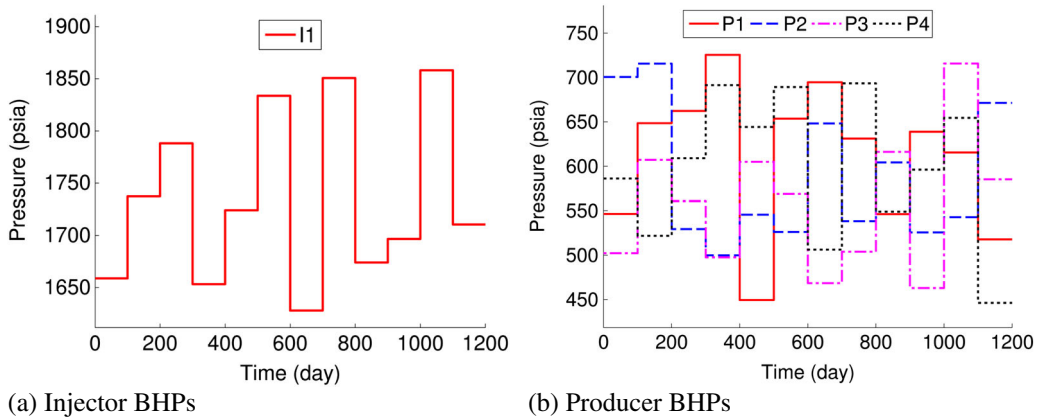 1900
1850
1800
1750
1700
1650
Pressure (psia)
I1
0 200 400 600 800 1000 1200
Time (day)
(a) Injector BHPs
P1 P2 P3 P4
750
700
650
600
550
500
450
Pressure (psia)
0 200 400 600 800 1000 1200
Time (day)
(b) Producer BHPs